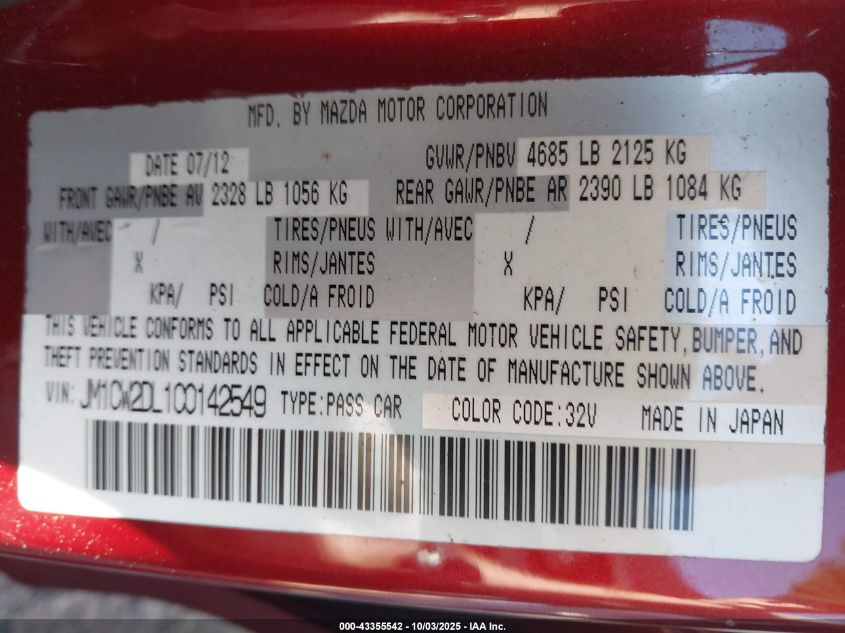 MFD. BY MAZDA MOTOR CORPORATION
DATE 07/12 GVWR/PNBV 4685 LB 2125 KG
FRONT GAWR/PNBE AV 2328 LB 1056 KG REAR GAWR/PNBE AR 2390 LB 1084 KG
WITH/AVEC / TIRES/PNEUS WITH/AVEC / TIRES/PNEUS
X RIMS/JANTES X RIMS/JANTES
KPA/ PSI COLD/A FROID KPA/ PSI COLD/A FROID
THIS VEHICLE CONFORMS TO ALL APPLICABLE FEDERAL MOTOR VEHICLE SAFETY, BUMPER, AND
THEFT PREVENTION STANDARDS IN EFFECT ON THE DATE OF MANUFACTURE SHOWN ABOVE.
VIN: JM1CW2DL1C0142549 TYPE:PASS CAR COLOR CODE:32V MADE IN JAPAN
000-43355542 - 10/03/2025 - IAA Inc.